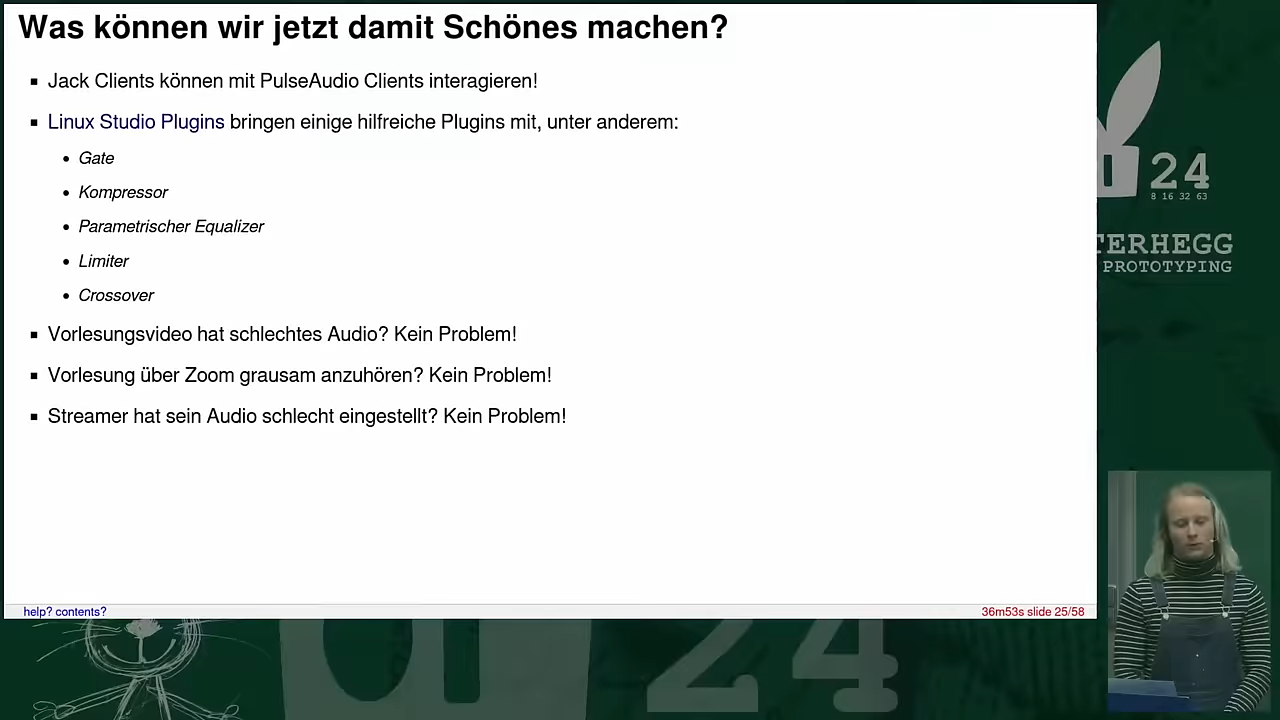 Was können wir jetzt damit Schönes machen?
Jack Clients können mit PulseAudio Clients interagieren!
Linux Studio Plugins bringen einige hilfreiche Plugins mit, unter anderem:
Gate
Kompressor
Parametrischer Equalizer
Limiter
Crossover
Vorlesungsvideo hat schlechtes Audio? Kein Problem!
Vorlesung über Zoom grausam anzuhören? Kein Problem!
Streamer hat sein Audio schlecht eingestellt? Kein Problem!
help? contents?
36m53s slide 25/58
24
8 16 32 63
TERHEGG
PROTOTYPING
24